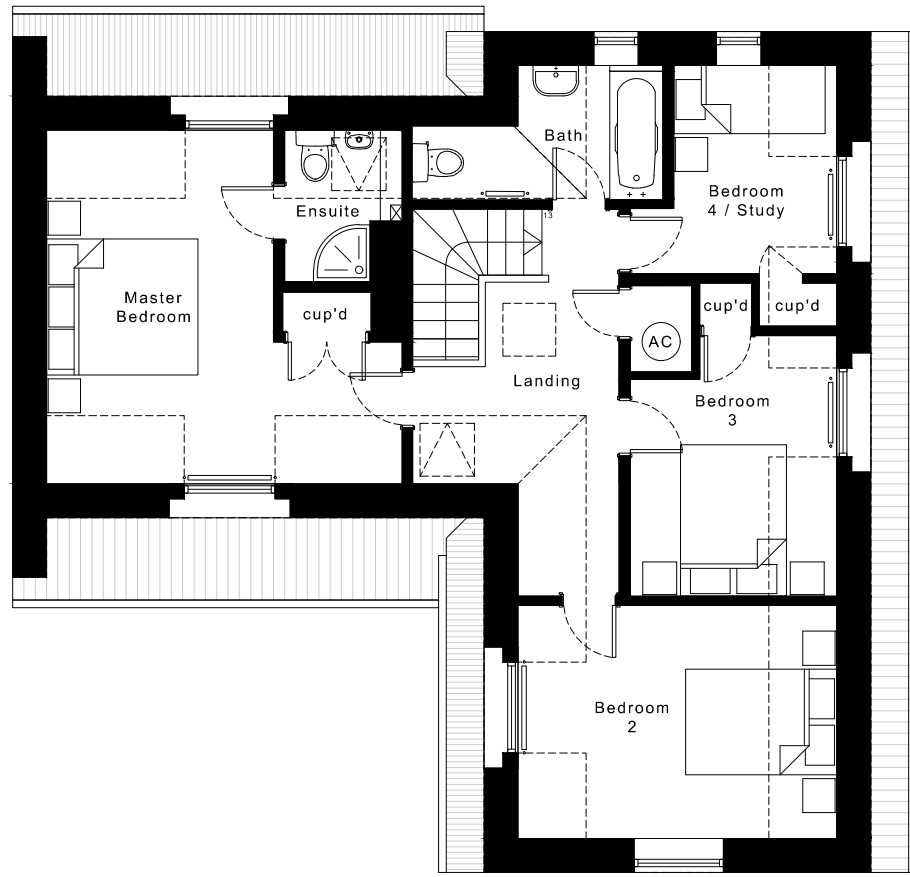 Bath
Bedroom
4 / Study
Ensuite
13
Master
Bedroom
cup'd
cup'd
cup'd
AC
Landing
Bedroom
3
Bedroom
2